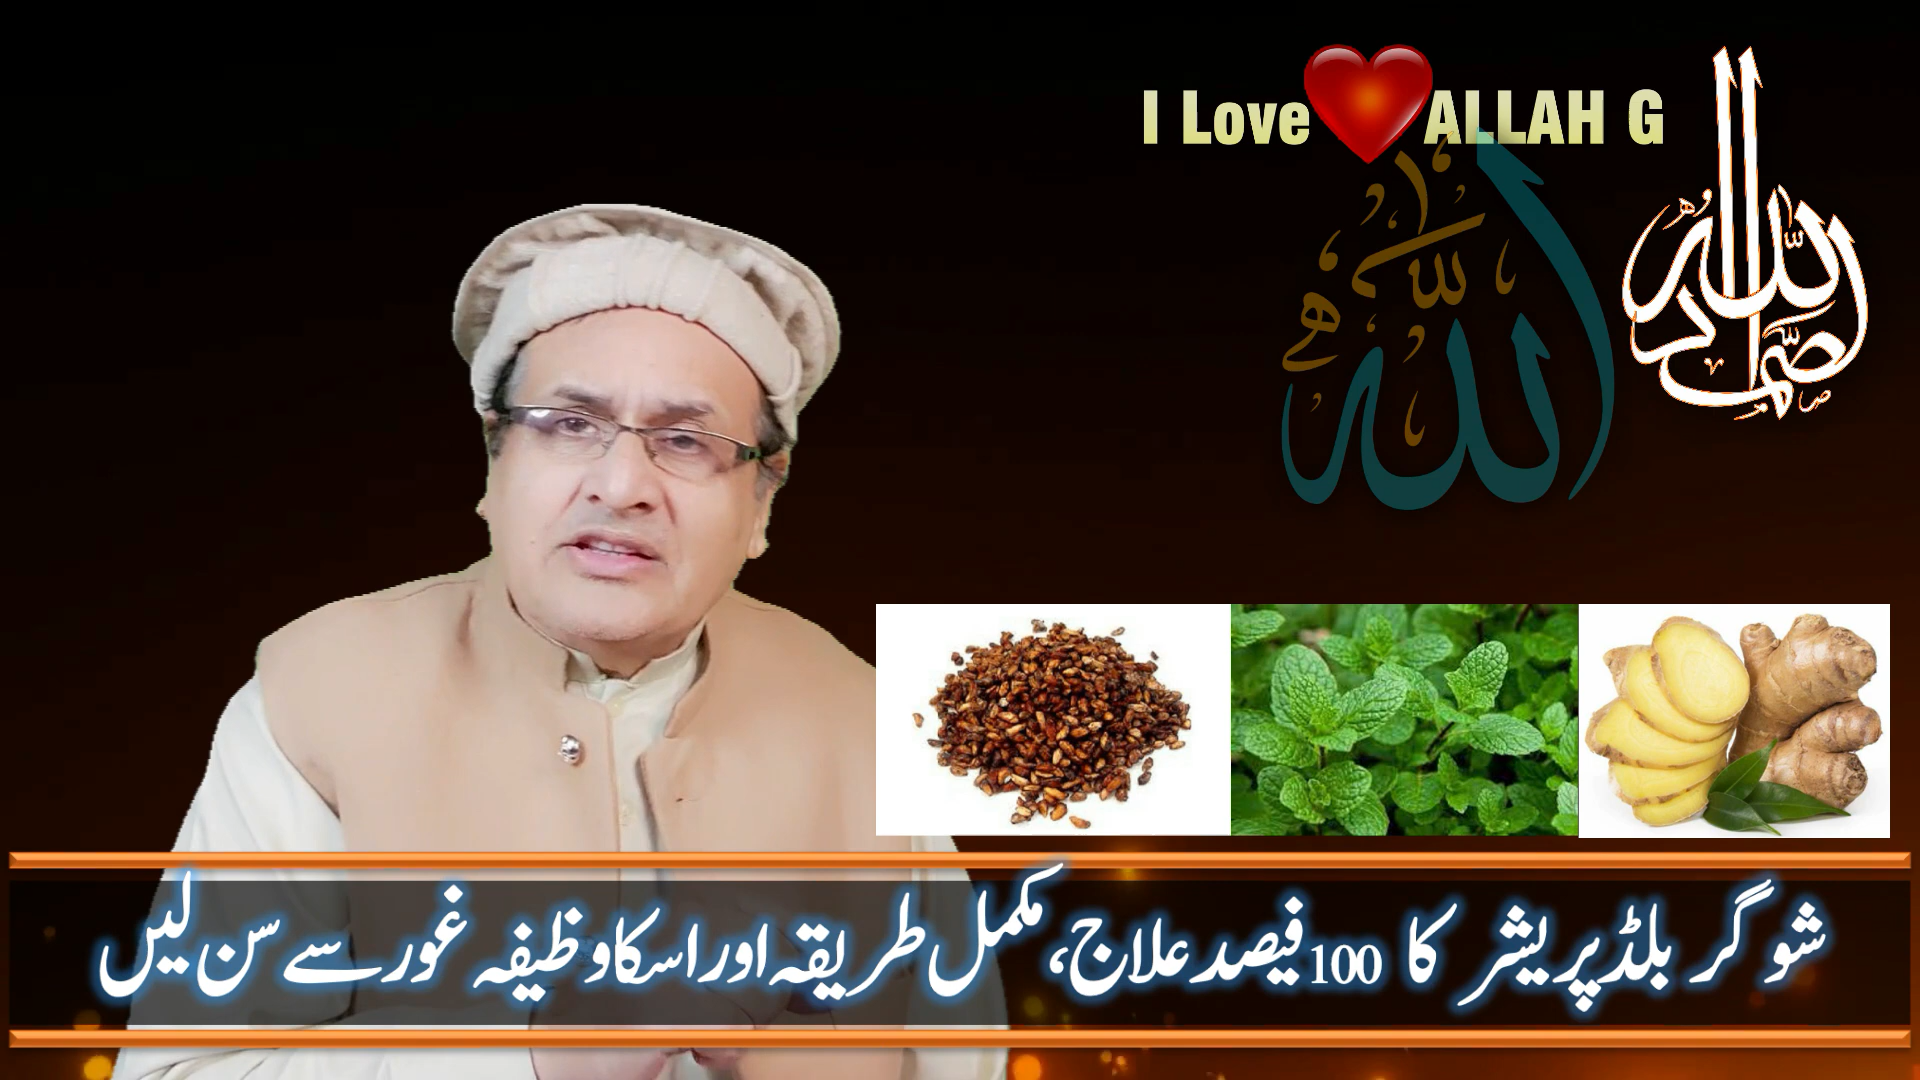 I Love ALLAH G
الله الصمد
شوگر بلڈ پریشر کا 100 فیصد علاج، مکمل طریقہ اور اسکا وظیفہ غور سے سن لیں